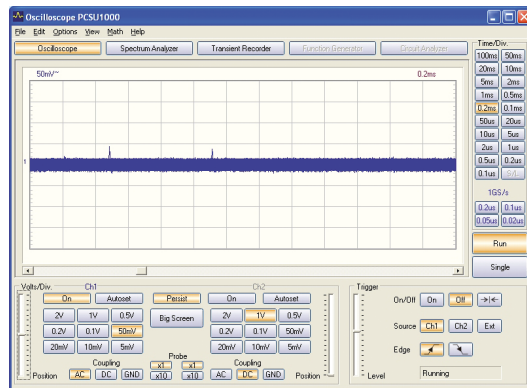 Oscilloscope PCSU1000
File Edit Options View Math Help
Oscilloscope Spectrum Analyzer Transient Recorder Function Generator Circuit Analyzer
50mV~ 0.2ms
1
Time/Div.
100ms 50ms
20ms 10ms
5ms 2ms
1ms 0.5ms
0.2ms 0.1ms
50us 20us
10us 5us
2us 1us
0.5us 0.2us
0.1us
1GS/s
0.2us 0.1us
0.05us 0.02us
Run
Single
Volts/Div. Ch1 Ch2
On Autoset Persist On Autoset
2V 1V 0.5V Big Screen 2V 1V 0.5V
0.2V 0.1V 50mV 0.2V 0.1V 50mV
20mV 10mV 5mV 20mV 10mV 5mV
Coupling Probe Coupling
x1 x1
Position AC DC GND x10 x10 AC DC GND Position
Trigger
On/Off On Off
Source Ch1 Ch2 Ext
Edge
Level Running